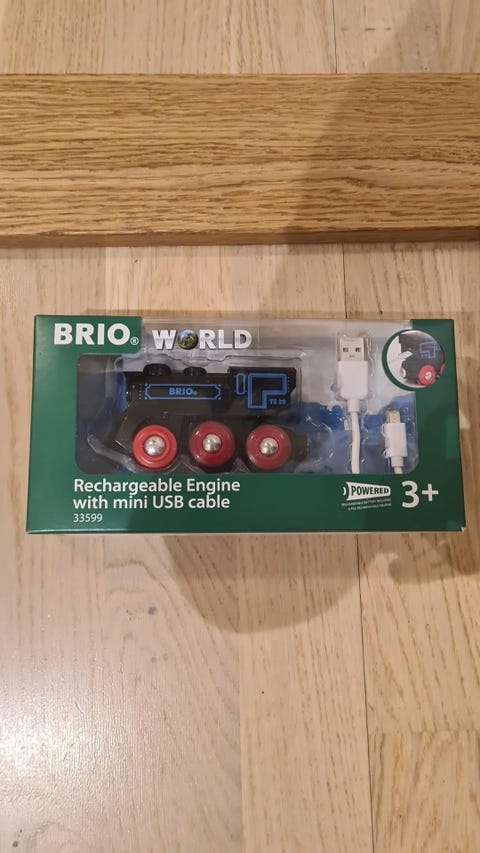 BRIO®
WORLD
BRIO®
TE 29
Rechargeable Engine
with mini USB cable
33599
POWERED
3+